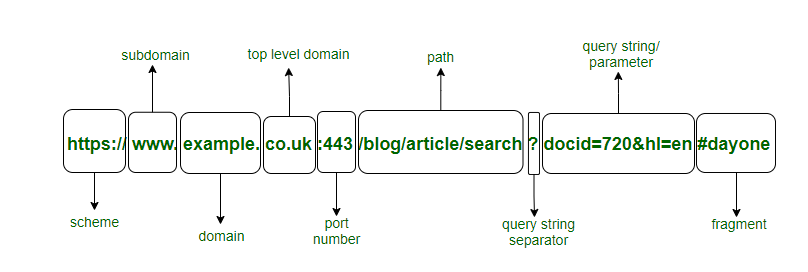 query string/
parameter
subdomain
top level domain
path
https:// www. example. co.uk :443 /blog/article/search ? docid=720&hl=en #dayone
scheme
domain
port
number
query string
separator
fragment